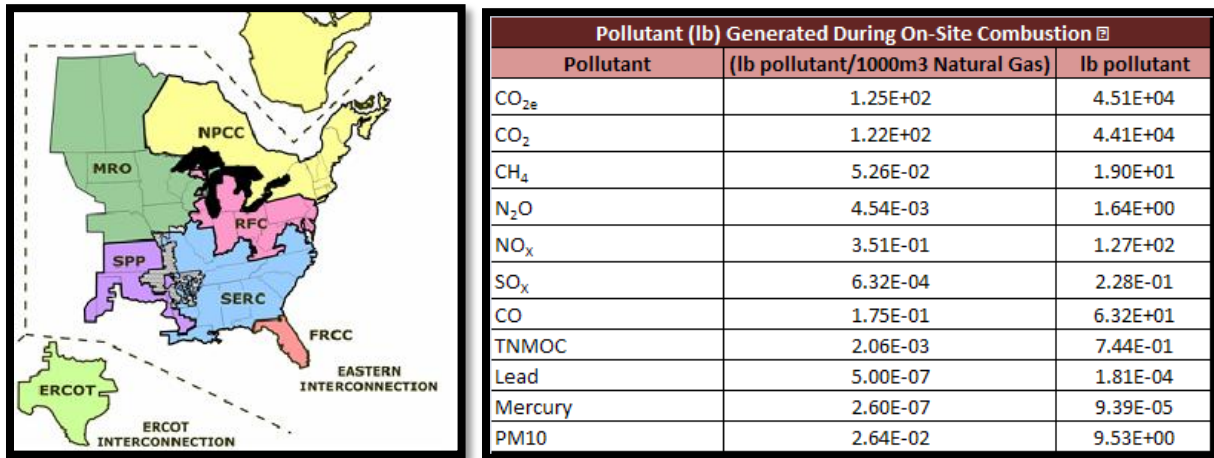 NPCC
MRO
RFC
SPP
SERC
FRCC
EASTERN
INTERCONNECTION
ERCOT
ERCOT
INTERCONNECTION
Pollutant (lb) Generated During On-Site Combustion ⍰
Pollutant (lb pollutant/1000m3 Natural Gas) lb pollutant
CO₂e 1.25E+02 4.51E+04
CO₂ 1.22E+02 4.41E+04
CH₄ 5.26E-02 1.90E+01
N₂O 4.54E-03 1.64E+00
NOₓ 3.51E-01 1.27E+02
SOₓ 6.32E-04 2.28E-01
CO 1.75E-01 6.32E+01
TNMOC 2.06E-03 7.44E-01
Lead 5.00E-07 1.81E-04
Mercury 2.60E-07 9.39E-05
PM10 2.64E-02 9.53E+00